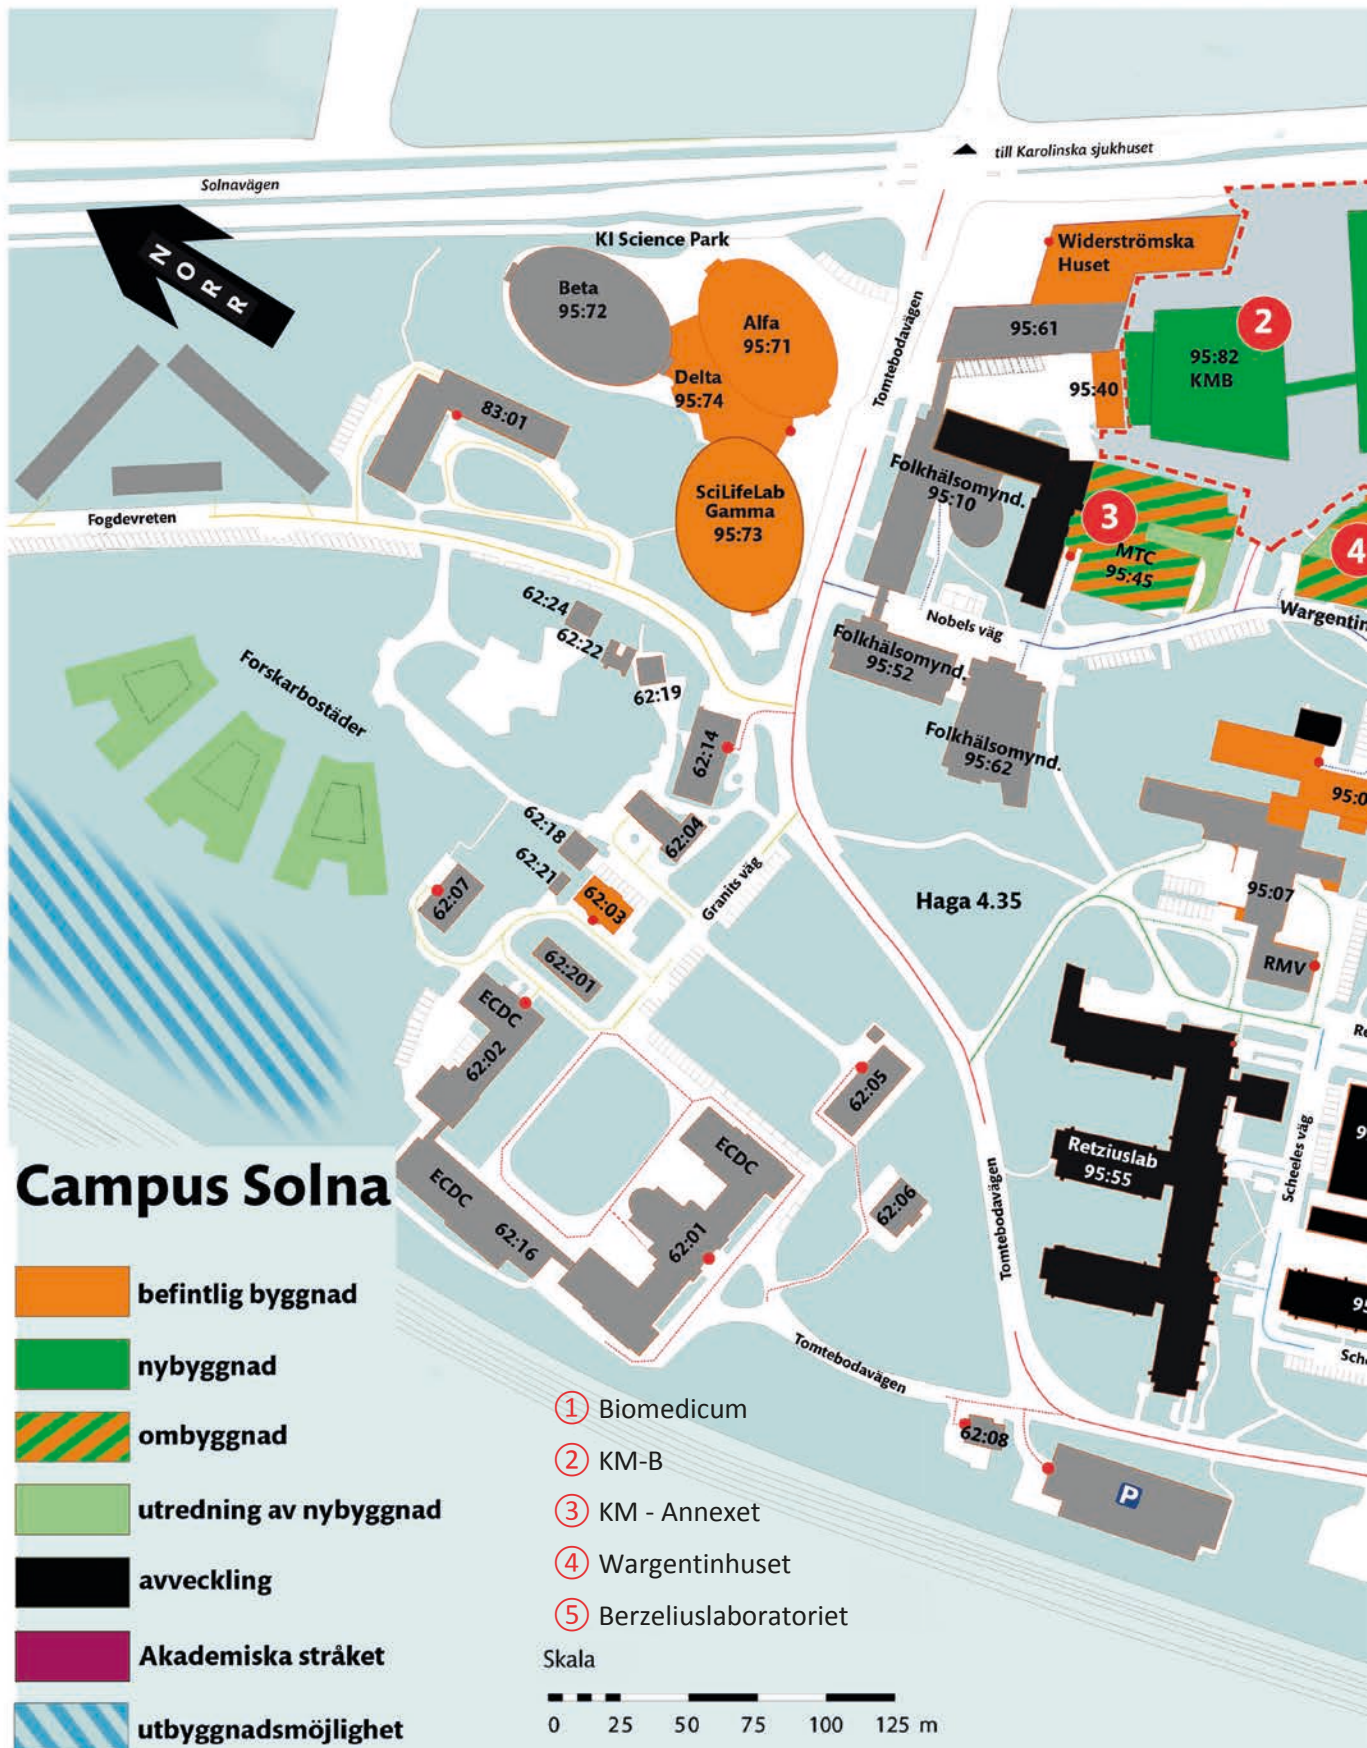 till Karolinska sjukhuset
Solnavägen
NORR
KI Science Park
Widerströmska
Huset
Beta
95:72
Alfa
95:71
Delta
95:74
Tomtebodavägen
95:61
95:40
2
95:82
KMB
83:01
Folkhälsomynd.
95:10
SciLifeLab
Gamma
95:73
3
MTC
95:45
4
Fogdevreten
62:24
62:22
62:19
Nobels väg
Wargentin
Folkhälsomynd.
95:52
Folkhälsomynd.
95:62
Forskarbostäder
62:14
62:18
62:04
62:21
62:07
62:03
Granits väg
Haga 4.35
95:0
95:07
RMV
62:201
ECDC
62:02
62:05
Re
ECDC
Retziuslab
95:55
Scheeles väg
9
ECDC
62:16
62:01
62:06
Tomtebodavägen
95
Sche
Tomtebodavägen
62:08
P
Campus Solna
befintlig byggnad
nybyggnad
ombyggnad
utredning av nybyggnad
avveckling
Akademiska stråket
utbyggnadsmöjlighet
1 Biomedicum
2 KM-B
3 KM - Annexet
4 Wargentinhuset
5 Berzeliuslaboratoriet
Skala
0 25 50 75 100 125 m